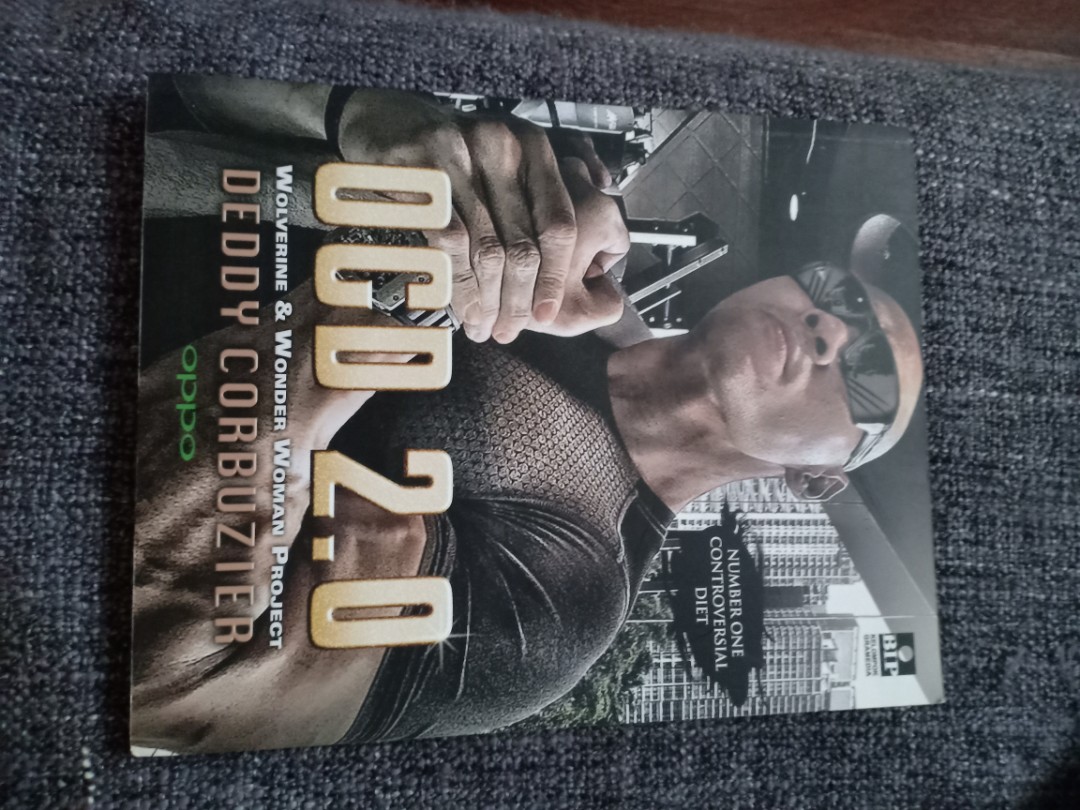 BIP
NUMBER ONE
CONTROVERSIAL
DIET
OCD 2.0
WOLVERINE & WONDER WOMAN PROJECT
DEDDY CORBUZIER
oppo